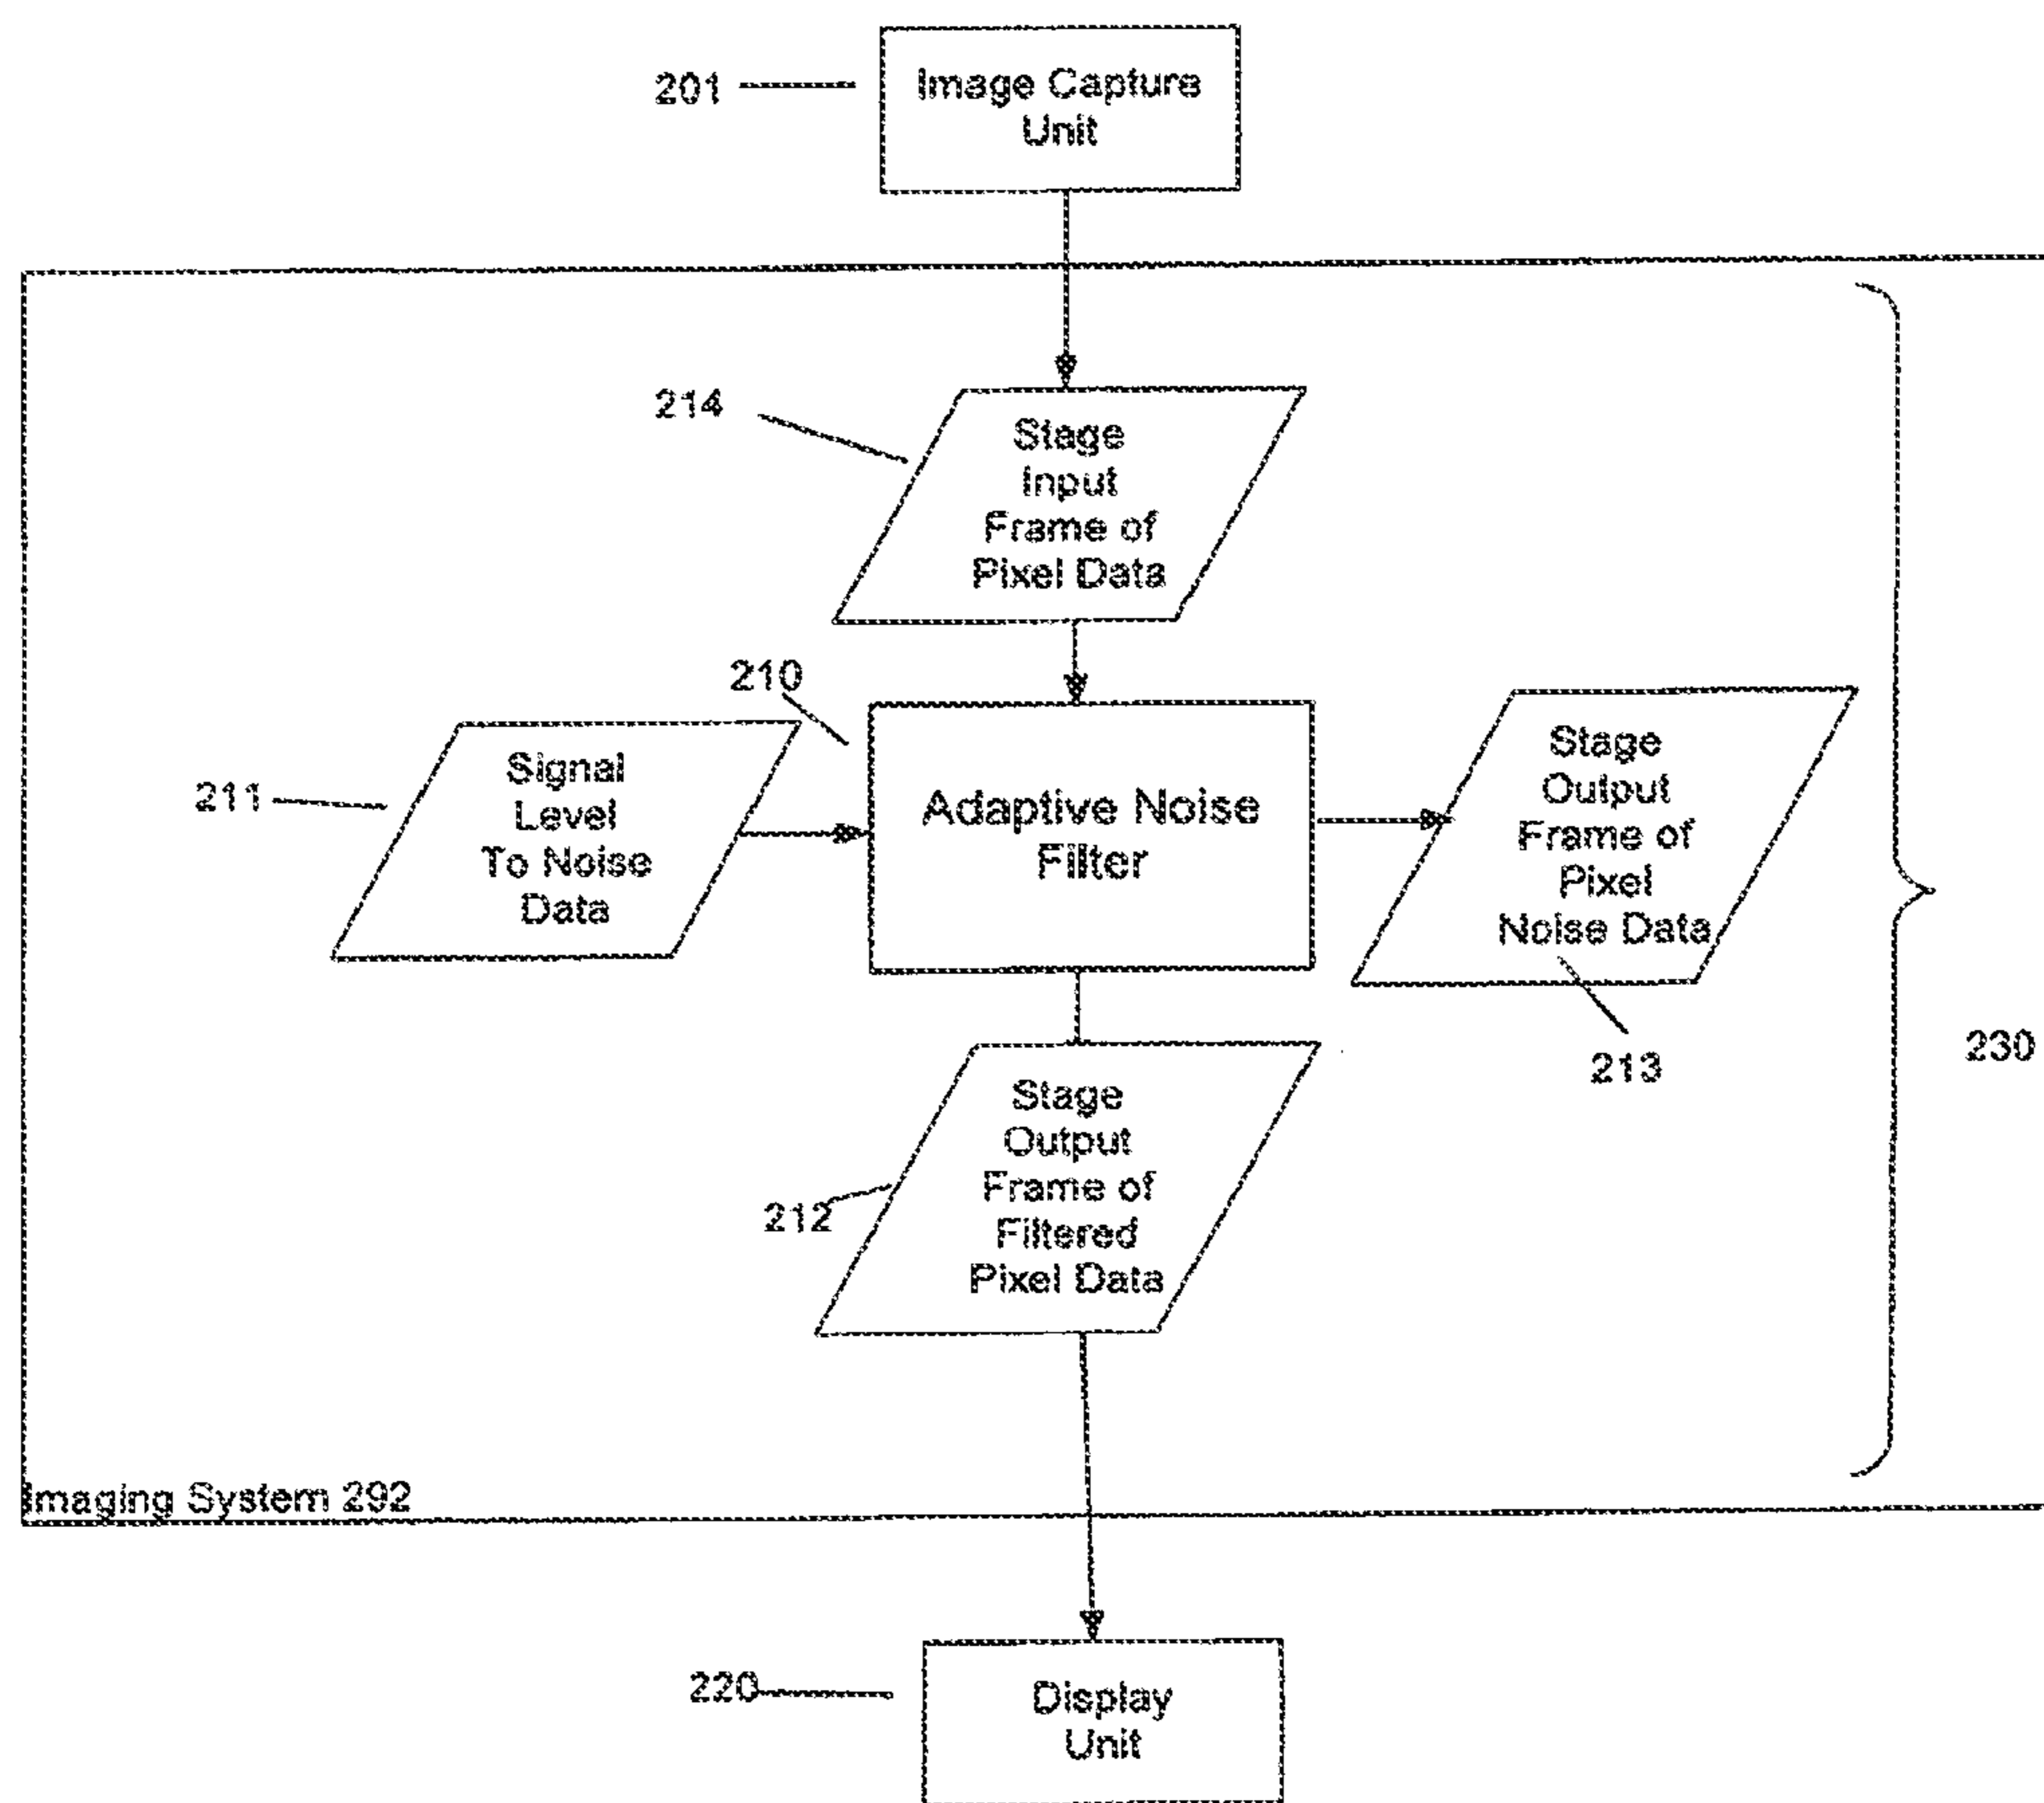 201
Image Capture
Unit
214
Stage
Input
Frame of
Pixel Data
210
211
Signal
Level
To Noise
Data
Adaptive Noise
Filter
Stage
Output
Frame of
Pixel
Noise Data
213
230
212
Stage
Output
Frame of
Filtered
Pixel Data
Imaging System 292
220
Display
Unit